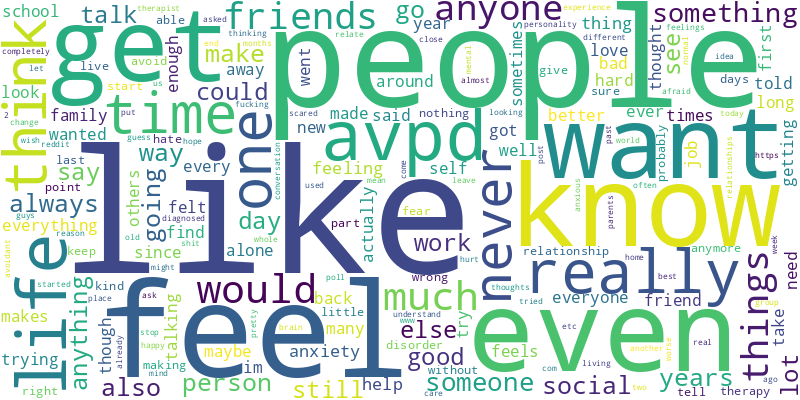 school
therapist
able
asked
thinking
personality
experience
months
close
different
feelings
talk
friends
go
anyone
something
completely
let
us
end
relate
mental
normal
idea
live
enough
year
thing
avoid
make
went
sometimes
love
bad
hard
give
thought
see
first
look
start
away
around
almost
sure
days
told
long
afraid
get
people
think
time
could
one
avpd
want
know
like
feel
even
never
really
life
would
much
things
change
put
fucking
scared
looking
today
2
wish
reddit
family
wanted
guess
hope
hate
new
made
said
nothing
better
ever
times
post
past
world
probably
job
relationships
https
getting
last
way
every
conversation
feeling
self
got
well
say
point
others
going
felt
used
come
mean
leave
often
anxious
parents
guys
always
day
part
fear
actually
everything
reason
keep
old
shit
since
find
alone
diagnosed
whole
work
relationship
home
anymore
week
avoidant
started
kind
might
place
ask
poll
hurt
wrong
thoughts
tried
everyone
friend
best
group
need
anything
though
already
stop
talking
happy
pretty
brain
back
little
many
else
understand
try
www
etc
another
real
take
makes
trying
making
mind
maybe
im
anxiety
disorder
good
feels
without
com
living
worse
lot
right
also
person
still
help
care
someone
social
two
years
tell
therapy
ago